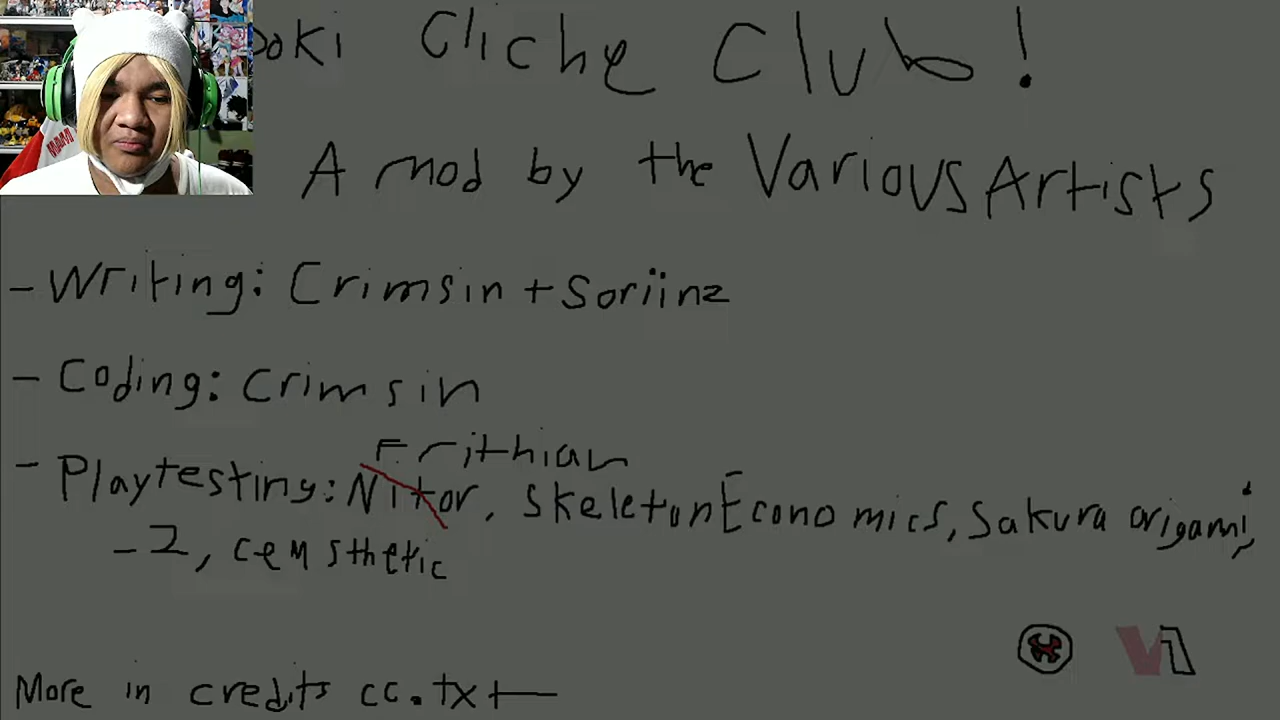 oki Cliche Club!
A mod by the Various Artists
- Writing: Crimsin + Soriinz
- Coding: Crimsin
Frithian
- Playtesting: Nitor, SkeletonEconomics, Sakura origami,
-2, cemsthetic
More in credits cc.txt